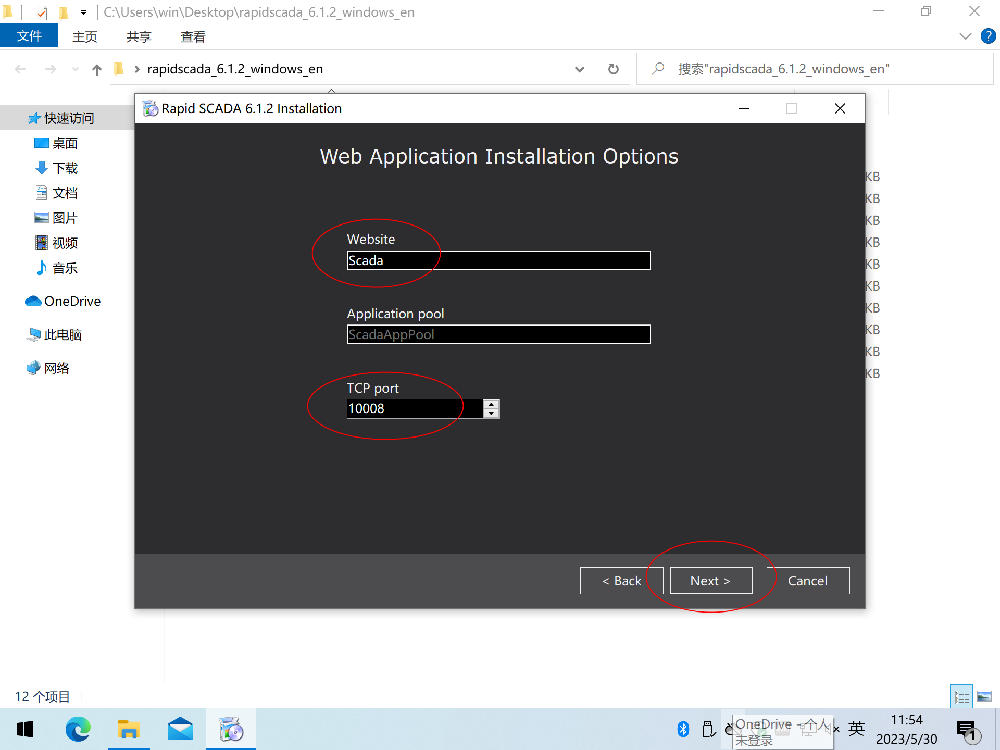 C:\Users\win\Desktop\rapidscada_6.1.2_windows_en
文件
主页
共享
查看
rapidscada_6.1.2_windows_en
搜索"rapidscada_6.1.2_windows_en"
快速访问
桌面
下载
文档
图片
视频
音乐
OneDrive
此电脑
网络
Rapid SCADA 6.1.2 Installation
Web Application Installation Options
Website
Scada
Application pool
ScadaAppPool
TCP port
10008
< Back
Next >
Cancel
KB
KB
KB
KB
KB
KB
KB
KB
KB
KB
12 个项目
OneDrive - 个人
未登录
英
11:54
2023/5/30
1